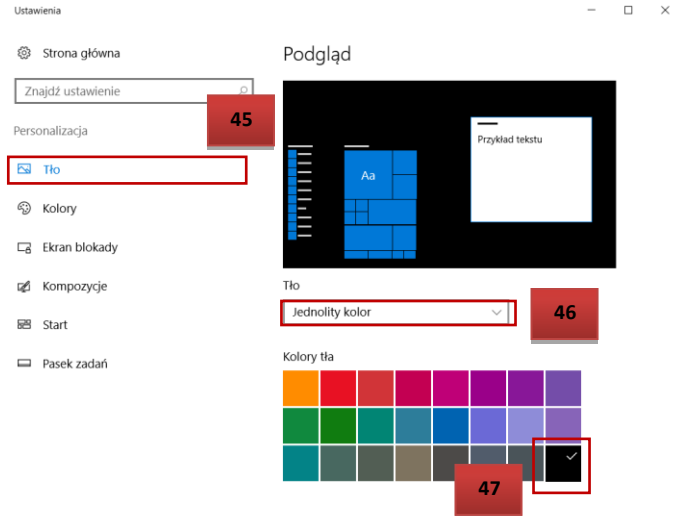 Ustawienia
Strona główna
Znajdź ustawienie
45
Personalizacja
Tło
Kolory
Ekran blokady
Kompozycje
Start
Pasek zadań
Podgląd
Przykład tekstu
Aa
Tło
Jednolity kolor
46
Kolory tła
47